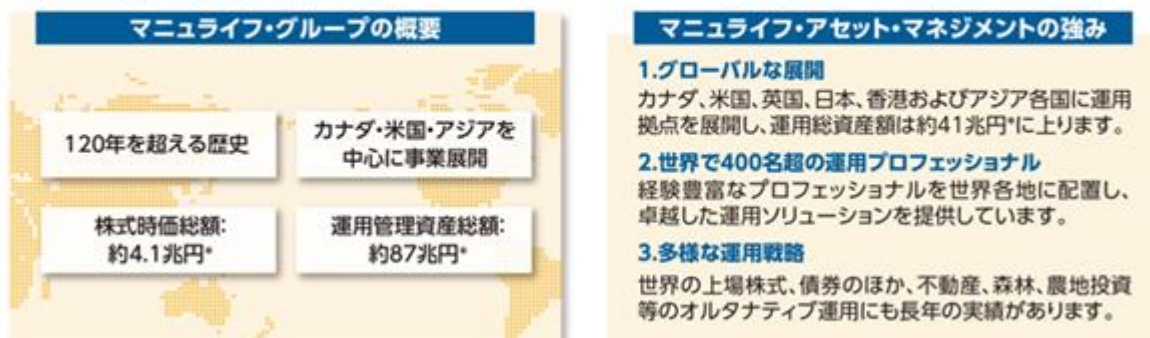 マニュライフ・グループの概要
120年を超える歴史
カナダ・米国・アジアを
中心に事業展開
株式時価総額:
約4.1兆円*
運用管理資産総額:
約87兆円*
マニュライフ・アセット・マネジメントの強み
1.グローバルな展開
カナダ、米国、英国、日本、香港およびアジア各国に運用
拠点を展開し、運用総資産額は約41兆円*に上ります。
2.世界で400名超の運用プロフェッショナル
経験豊富なプロフェッショナルを世界各地に配置し、
卓越した運用ソリューションを提供しています。
3.多様な運用戦略
世界の上場株式、債券のほか、不動産、森林、農地投資
等のオルタナティブ運用にも長年の実績があります。